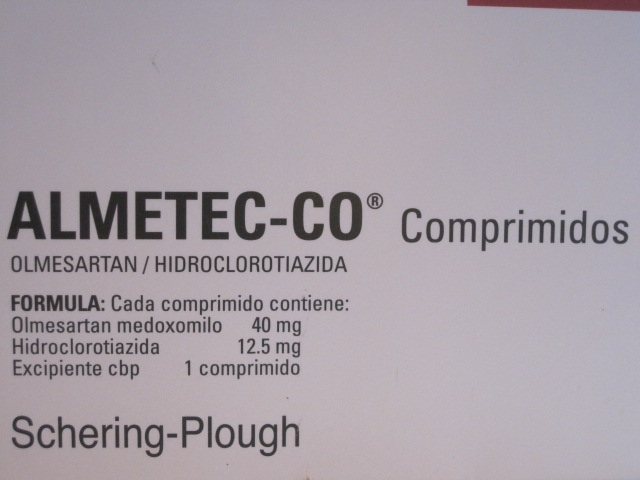 ALMETEC-CO® Comprimidos
OLMESARTAN / HIDROCLOROTIAZIDA
FORMULA: Cada comprimido contiene:
Olmesartan medoxomilo 40 mg
Hidroclorotiazida 12.5 mg
Excipiente cbp 1 comprimido
Schering-Plough